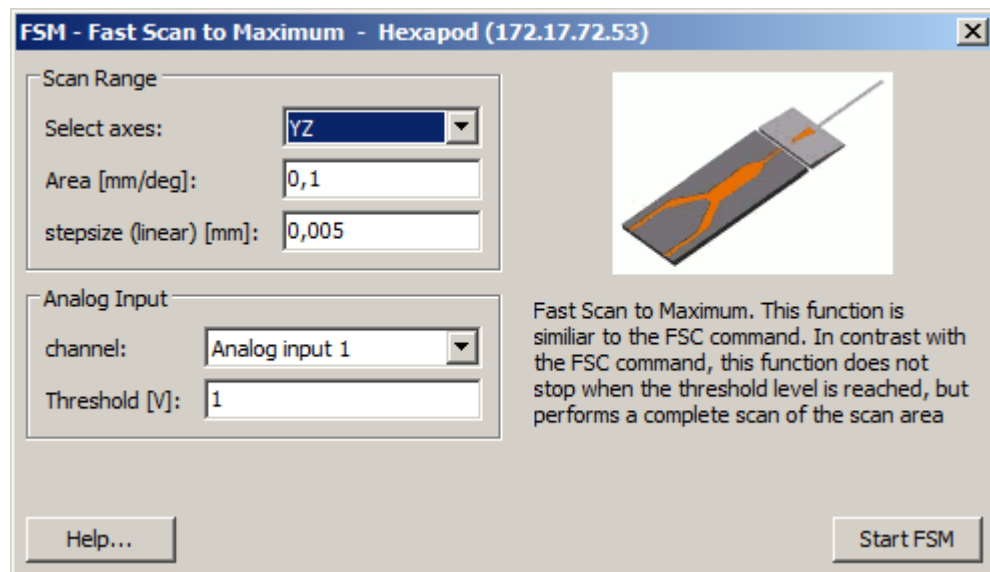 FSM - Fast Scan to Maximum - Hexapod (172.17.72.53)
Scan Range
Select axes: YZ
Area [mm/deg]: 0,1
stepsize (linear) [mm]: 0,005
Analog Input
channel: Analog input 1
Threshold [V]: 1
Fast Scan to Maximum. This function is
similiar to the FSC command. In contrast with
the FSC command, this function does not
stop when the threshold level is reached, but
performs a complete scan of the scan area
Help...
Start FSM